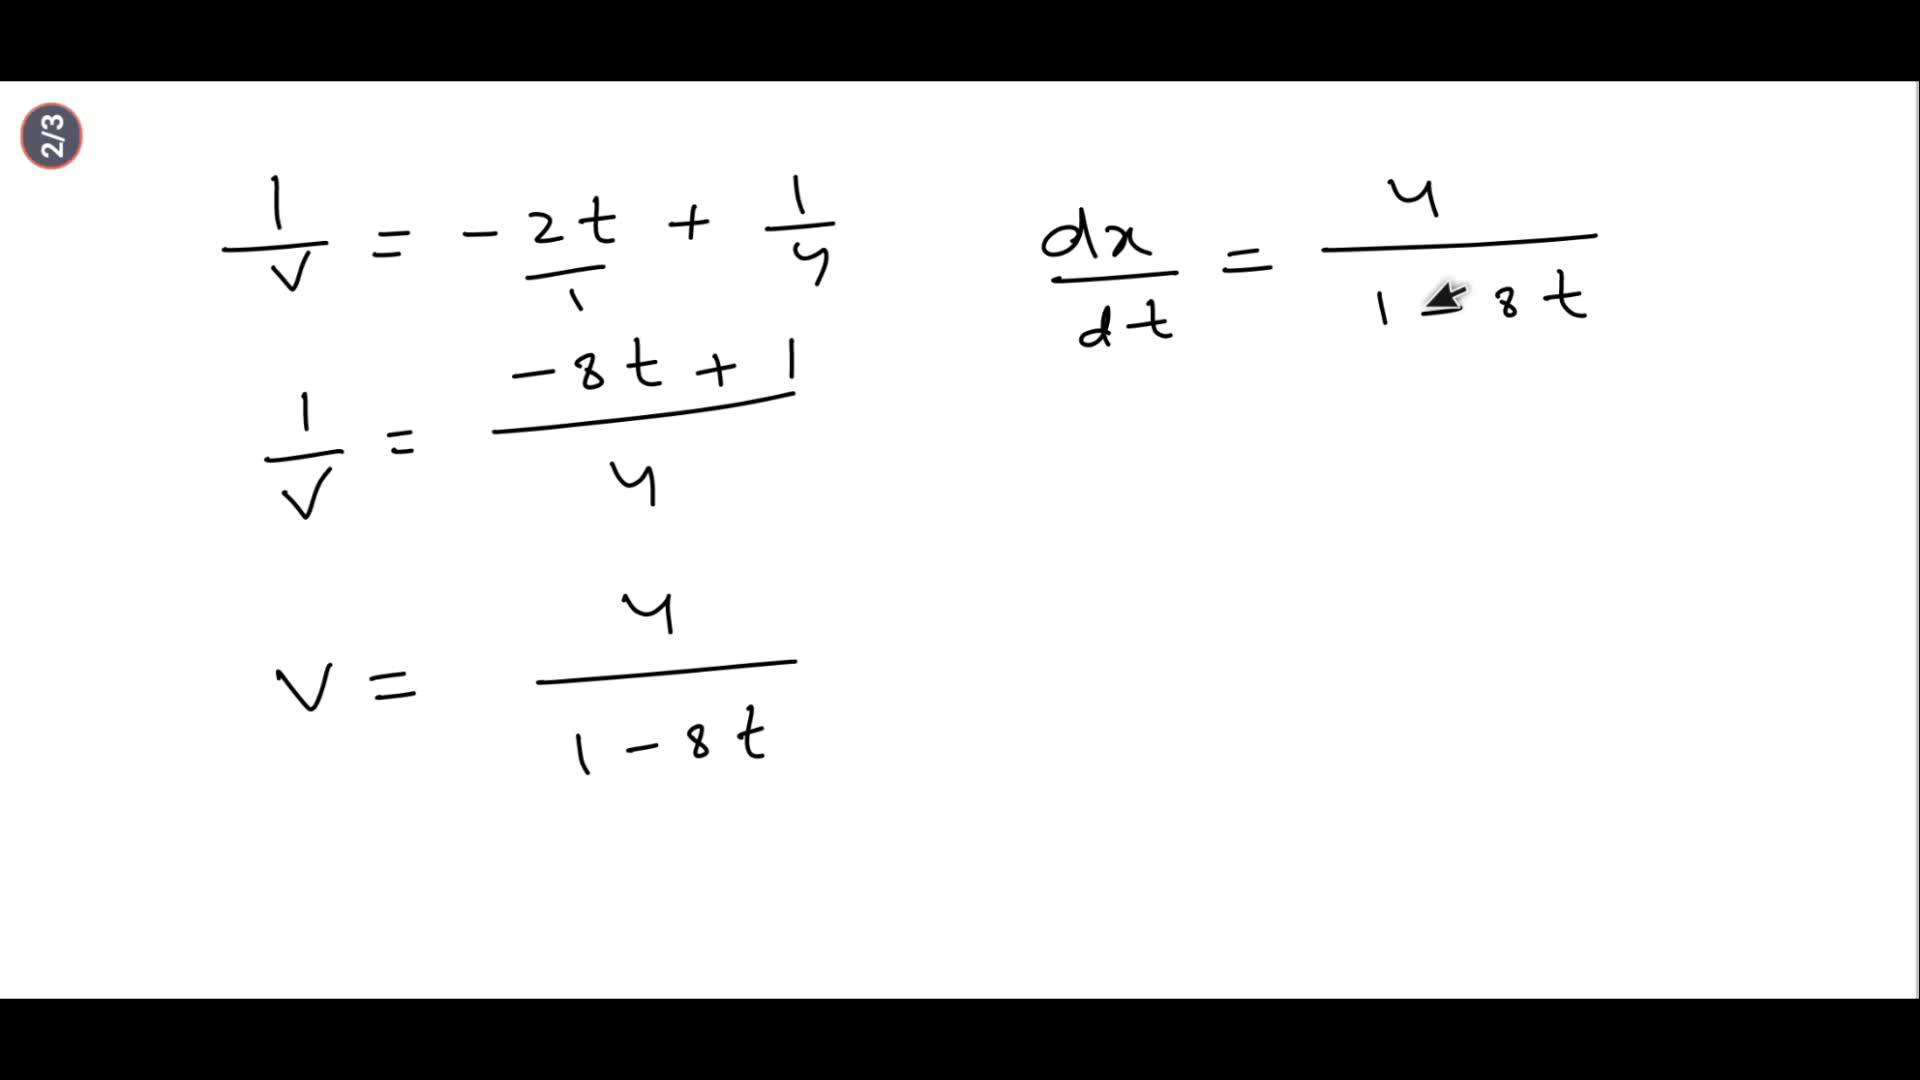 2/3
1/v = - 2t/1 + 1/4
1/v = (-8t + 1)/4
v = 4/(1 - 8t)
dx/dt = 4/(1 - 8t)